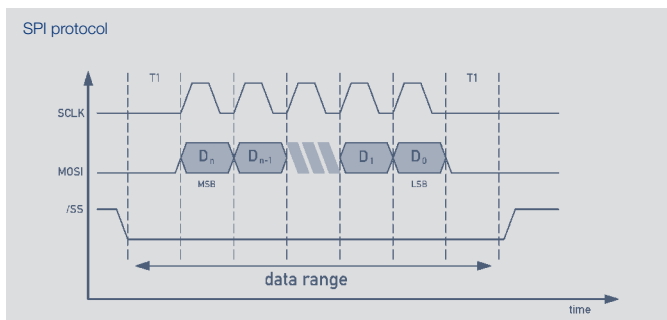 SPI protocol
T1 T1
SCLK
MOSI Dn Dn-1 D1 D0
MSB LSB
/SS
data range
time